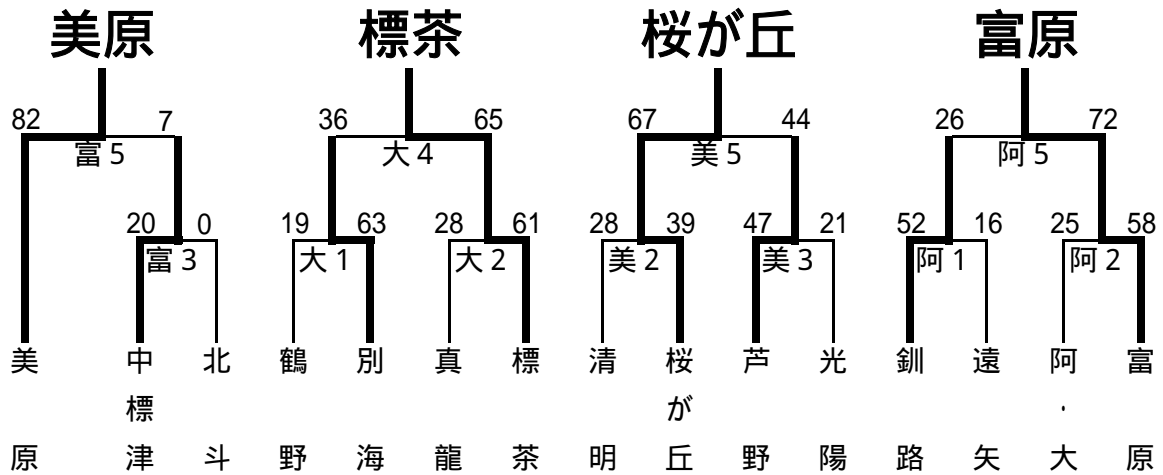 美原 標茶 桜が丘 富原
82 7 36 65 67 44 26 72
富5 大4 美5 阿5
20 0 19 63 28 61 28 39 47 21 52 16 25 58
富3 大1 大2 美2 美3 阿1 阿2
美原
中標津
北斗
鶴野
別海
真龍
標茶
清明
桜が丘
芦野
光陽
釧路
遠矢
阿・大
富原